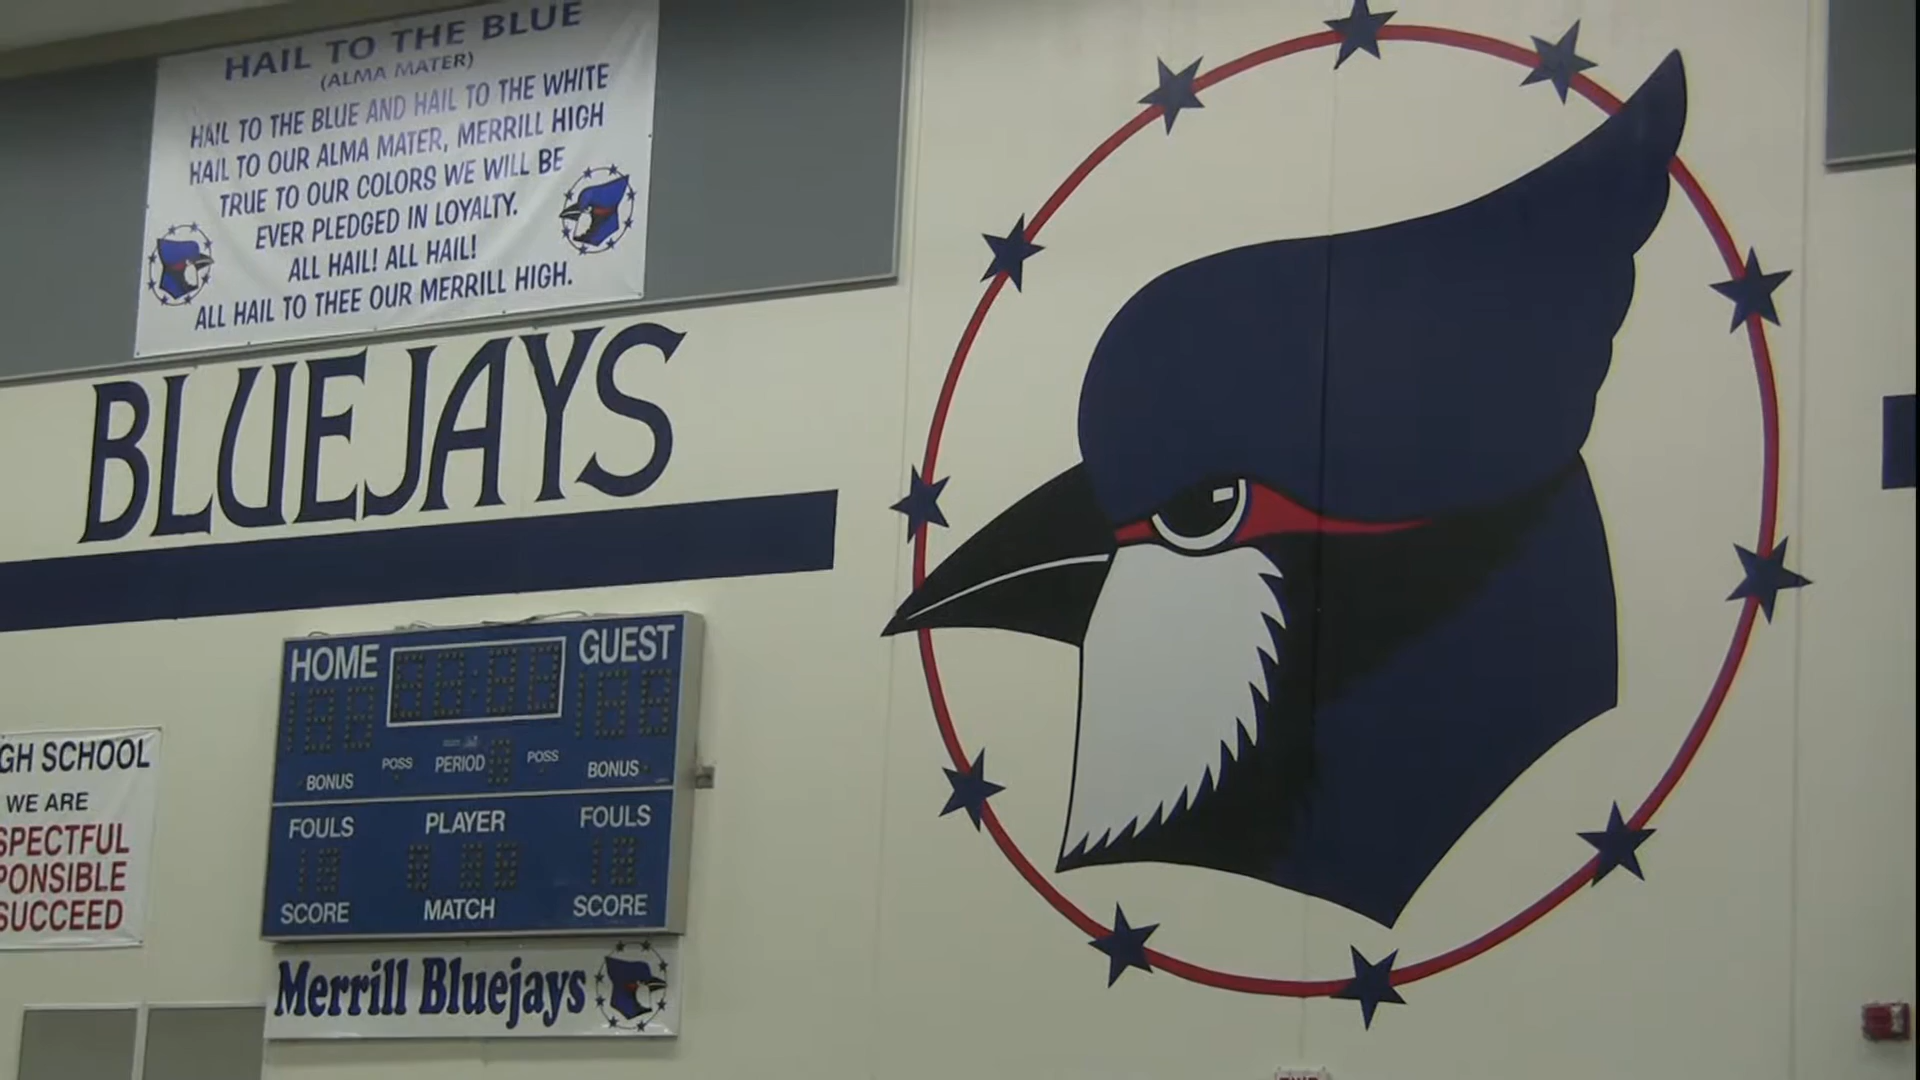 HAIL TO THE BLUE
(ALMA MATER)
HAIL TO THE BLUE AND HAIL TO THE WHITE
HAIL TO OUR ALMA MATER, MERRILL HIGH
TRUE TO OUR COLORS WE WILL BE
EVER PLEDGED IN LOYALTY.
ALL HAIL! ALL HAIL!
ALL HAIL TO THEE OUR MERRILL HIGH.
BLUEJAYS
HOME GUEST
POSS PERIOD POSS
BONUS BONUS
FOULS PLAYER FOULS
SCORE MATCH SCORE
Merrill Bluejays
GH SCHOOL
WE ARE
SPECTFUL
PONSIBLE
SUCCEED